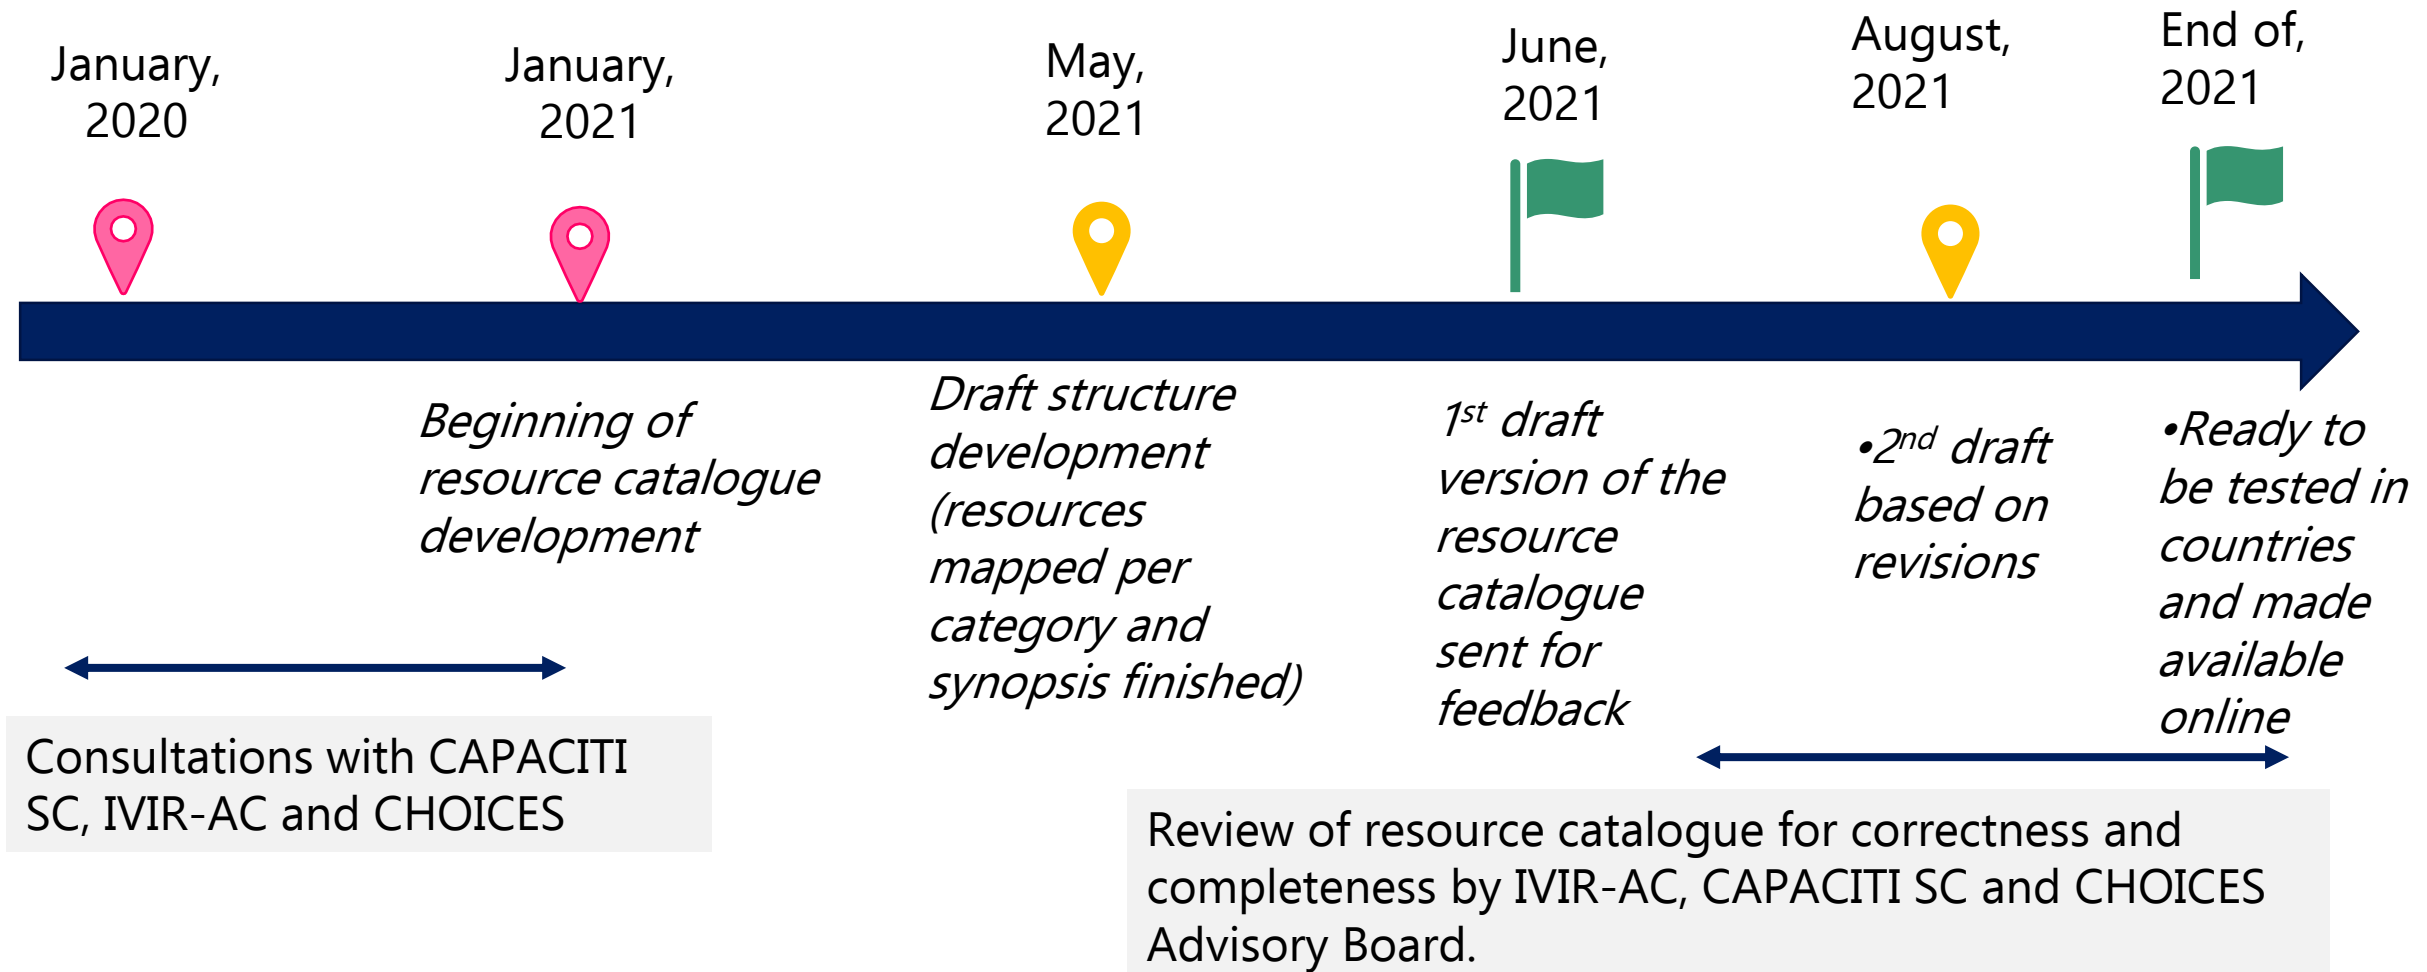 January,
2020
January,
2021
May,
2021
June,
2021
August,
2021
End of,
2021
Beginning of
resource catalogue
development
Draft structure
development
(resources
mapped per
category and
synopsis finished)
1st draft
version of the
resource
catalogue
sent for
feedback
•2nd draft
based on
revisions
•Ready to
be tested in
countries
and made
available
online
Consultations with CAPACITI
SC, IVIR-AC and CHOICES
Review of resource catalogue for correctness and
completeness by IVIR-AC, CAPACITI SC and CHOICES
Advisory Board.